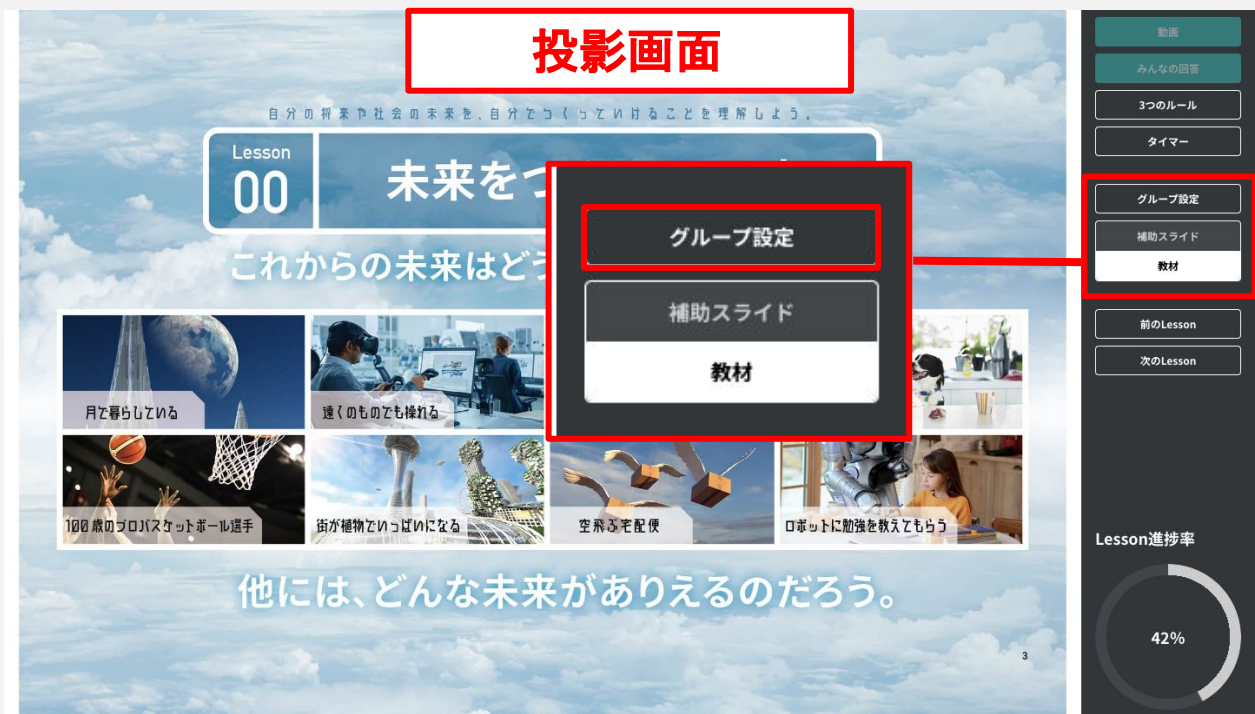 投影画面
自分の将来や社会の未来を、自分でつくっていけることを理解しよう。
Lesson
00
未来をつ
これからの未来はどう
月で暮らしている
遠くのものでも操れる
100歳のプロバスケットボール選手
街が植物でいっぱいになる
空飛ぶ宅配便
ロボットに勉強を教えてもらう
他には、どんな未来がありえるのだろう。
3
グループ設定
補助スライド
教材
動画
みんなの回答
3つのルール
タイマー
グループ設定
補助スライド
教材
前のLesson
次のLesson
Lesson進捗率
42%